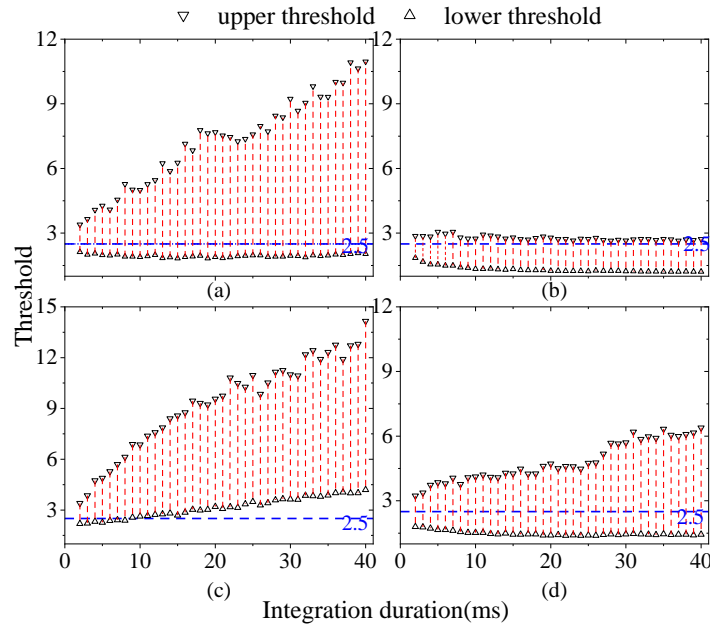 upper threshold lower threshold
12 12
9 9
6 6
3 3
2.5 2.5
(a) (b)
Threshold
15 12
12
9 9
6 6
3 3
2.5 2.5
0 10 20 30 40 0 10 20 30 40
(c) (d)
Integration duration(ms)